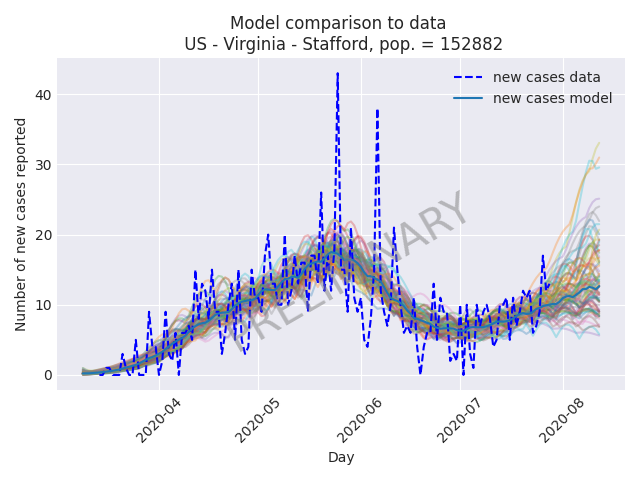 Model comparison to data
US - Virginia - Stafford, pop. = 152882
new cases data
new cases model
Number of new cases reported
40
30
20
10
0
PRELIMINARY
2020-04
2020-05
2020-06
2020-07
2020-08
Day